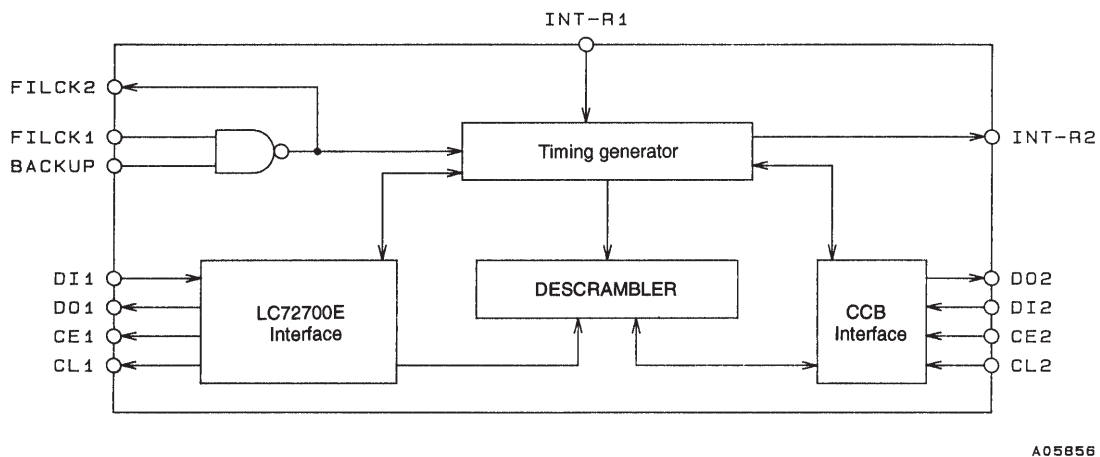 INT-R1
FILCK2
FILCK1
BACKUP
Timing generator
INT-R2
DI1
DO1
CE1
CL1
LC72700E
Interface
DESCRAMBLER
CCB
Interface
DO2
DI2
CE2
CL2
A05856